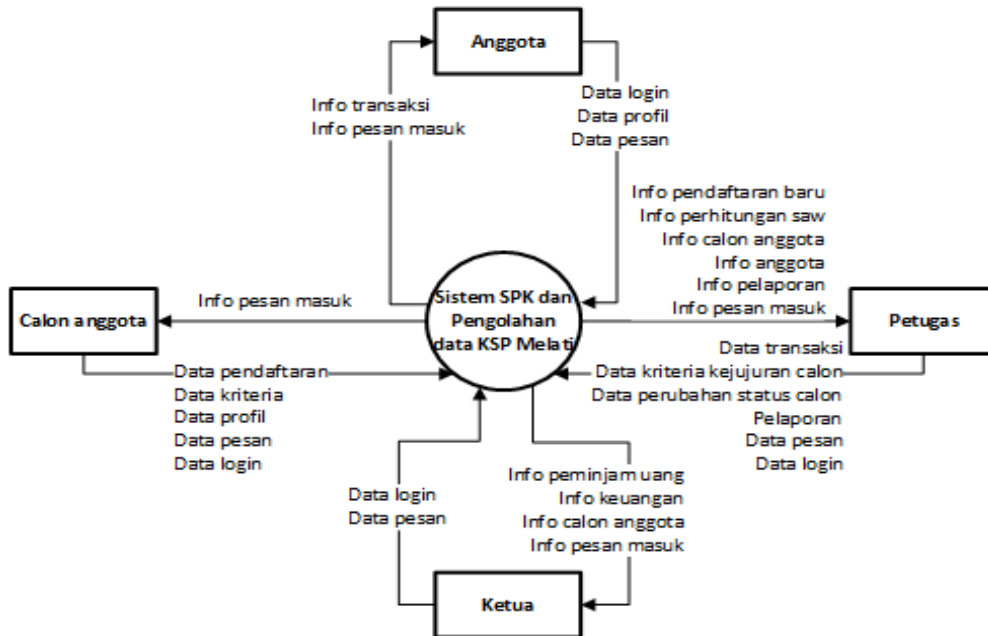 Anggota
Info transaksi
Info pesan masuk
Data login
Data profil
Data pesan
Info pendaftaran baru
Info perhitungan saw
Info calon anggota
Info anggota
Info pelaporan
Info pesan masuk
Calon anggota
Info pesan masuk
Sistem SPK dan
Pengolahan
data KSP Melati
Petugas
Data pendaftaran
Data kriteria
Data profil
Data pesan
Data login
Data transaksi
Data kriteria kejujuran calon
Data perubahan status calon
Pelaporan
Data pesan
Data login
Data login
Data pesan
Info peminjam uang
Info keuangan
Info calon anggota
Info pesan masuk
Ketua